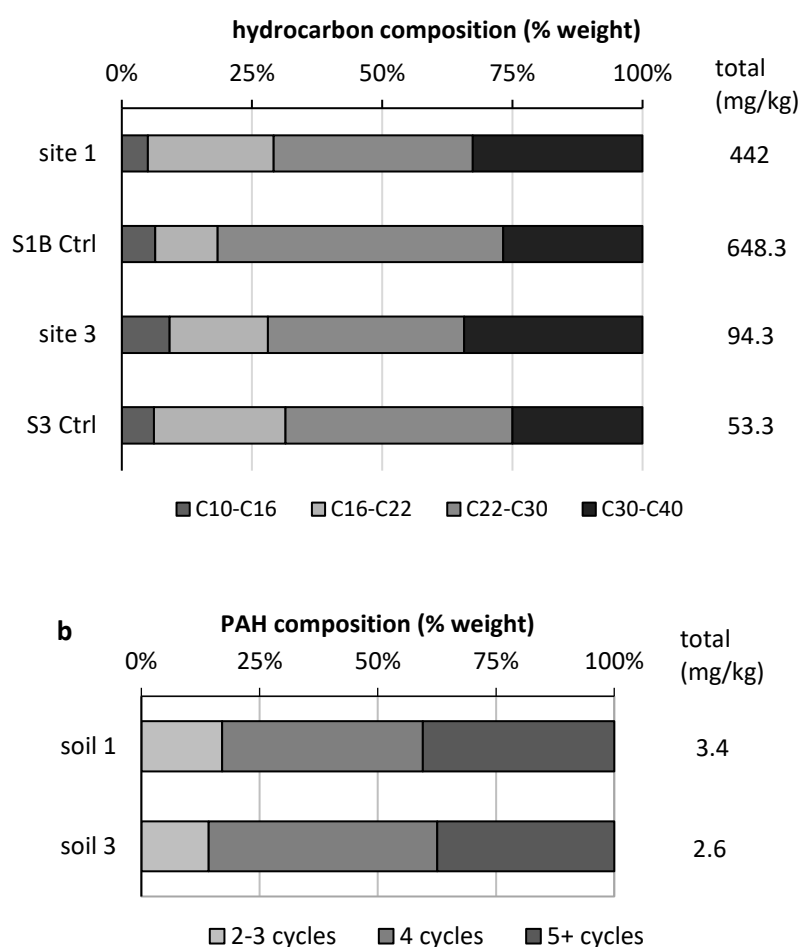 hydrocarbon composition (% weight)
0% 25% 50% 75% 100% total
(mg/kg)
site 1 442
S1B Ctrl 648.3
site 3 94.3
S3 Ctrl 53.3
C10-C16 C16-C22 C22-C30 C30-C40
b PAH composition (% weight)
0% 25% 50% 75% 100% total
(mg/kg)
soil 1 3.4
soil 3 2.6
2-3 cycles 4 cycles 5+ cycles